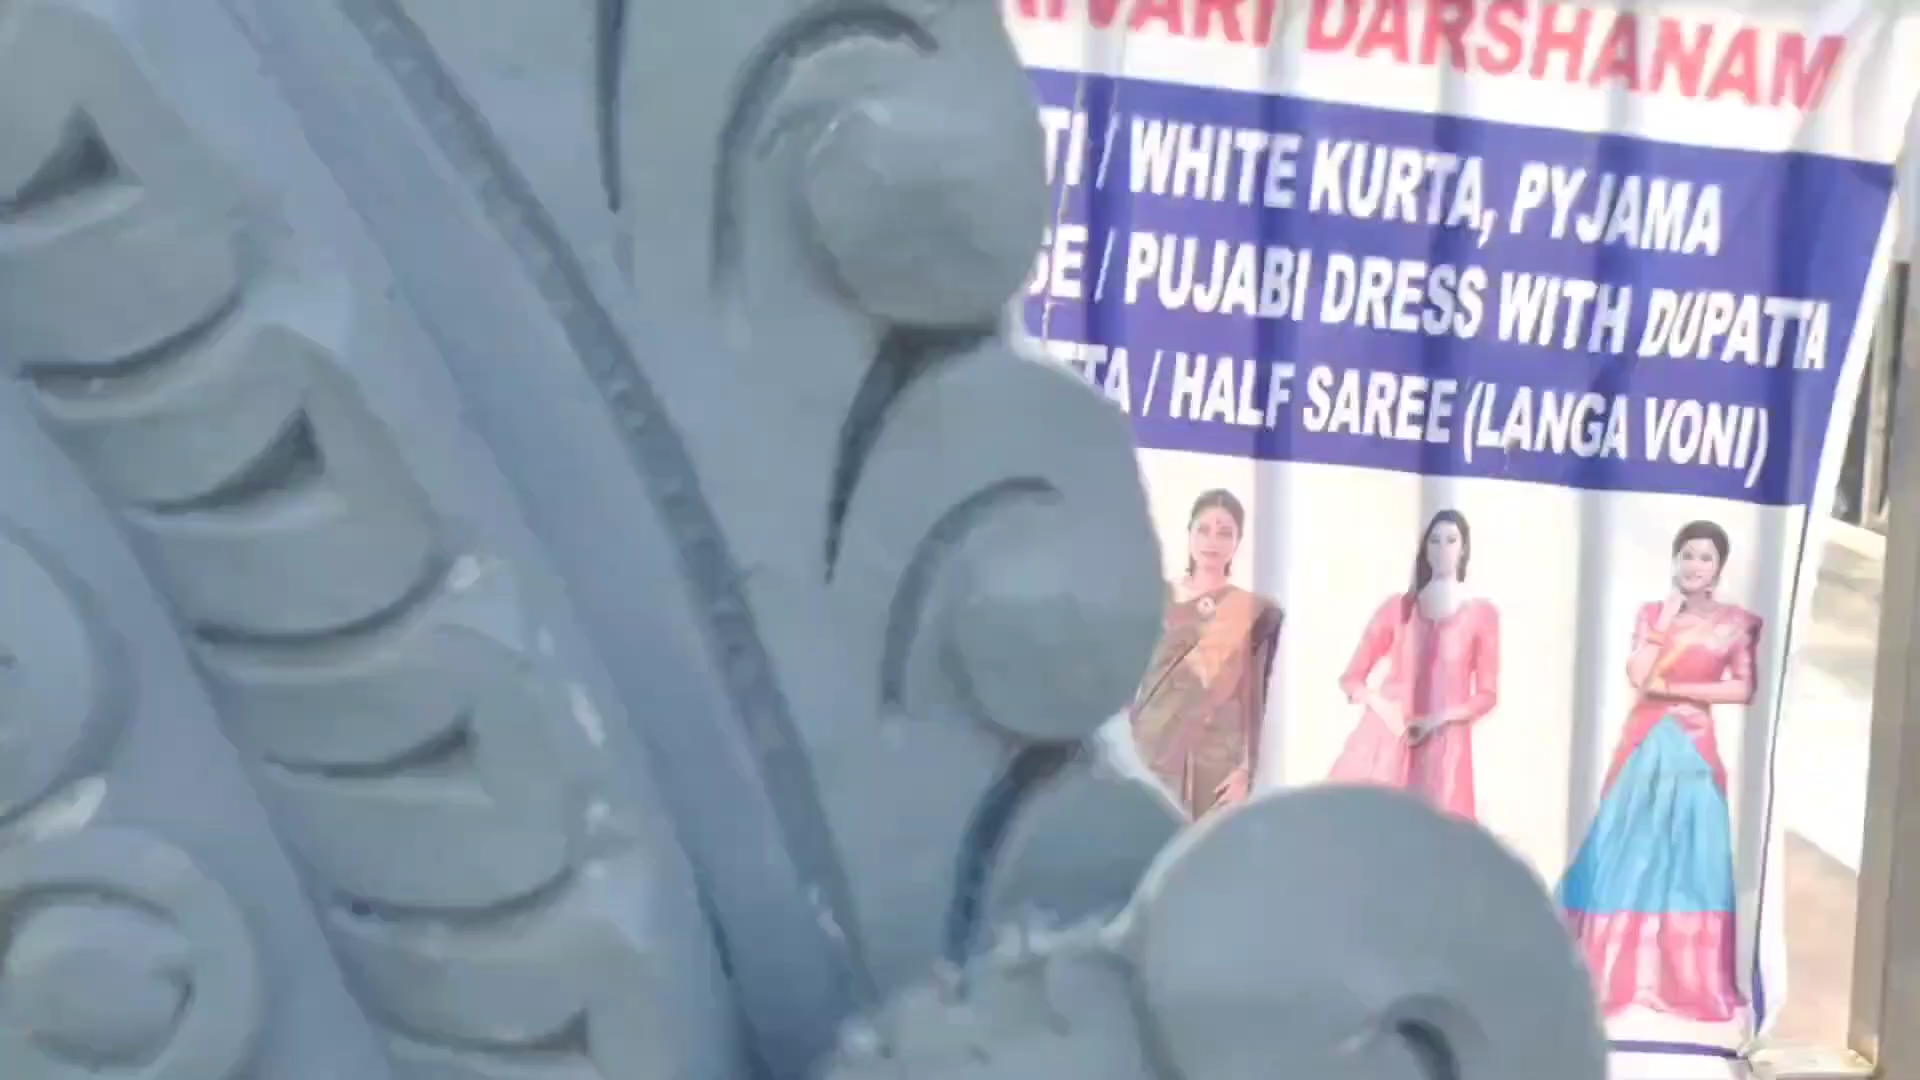 DARSHANAM
/ WHITE KURTA, PYJAMA
/ PUJABI DRESS WITH DUPATTA
/ HALF SAREE (LANGA VONI)